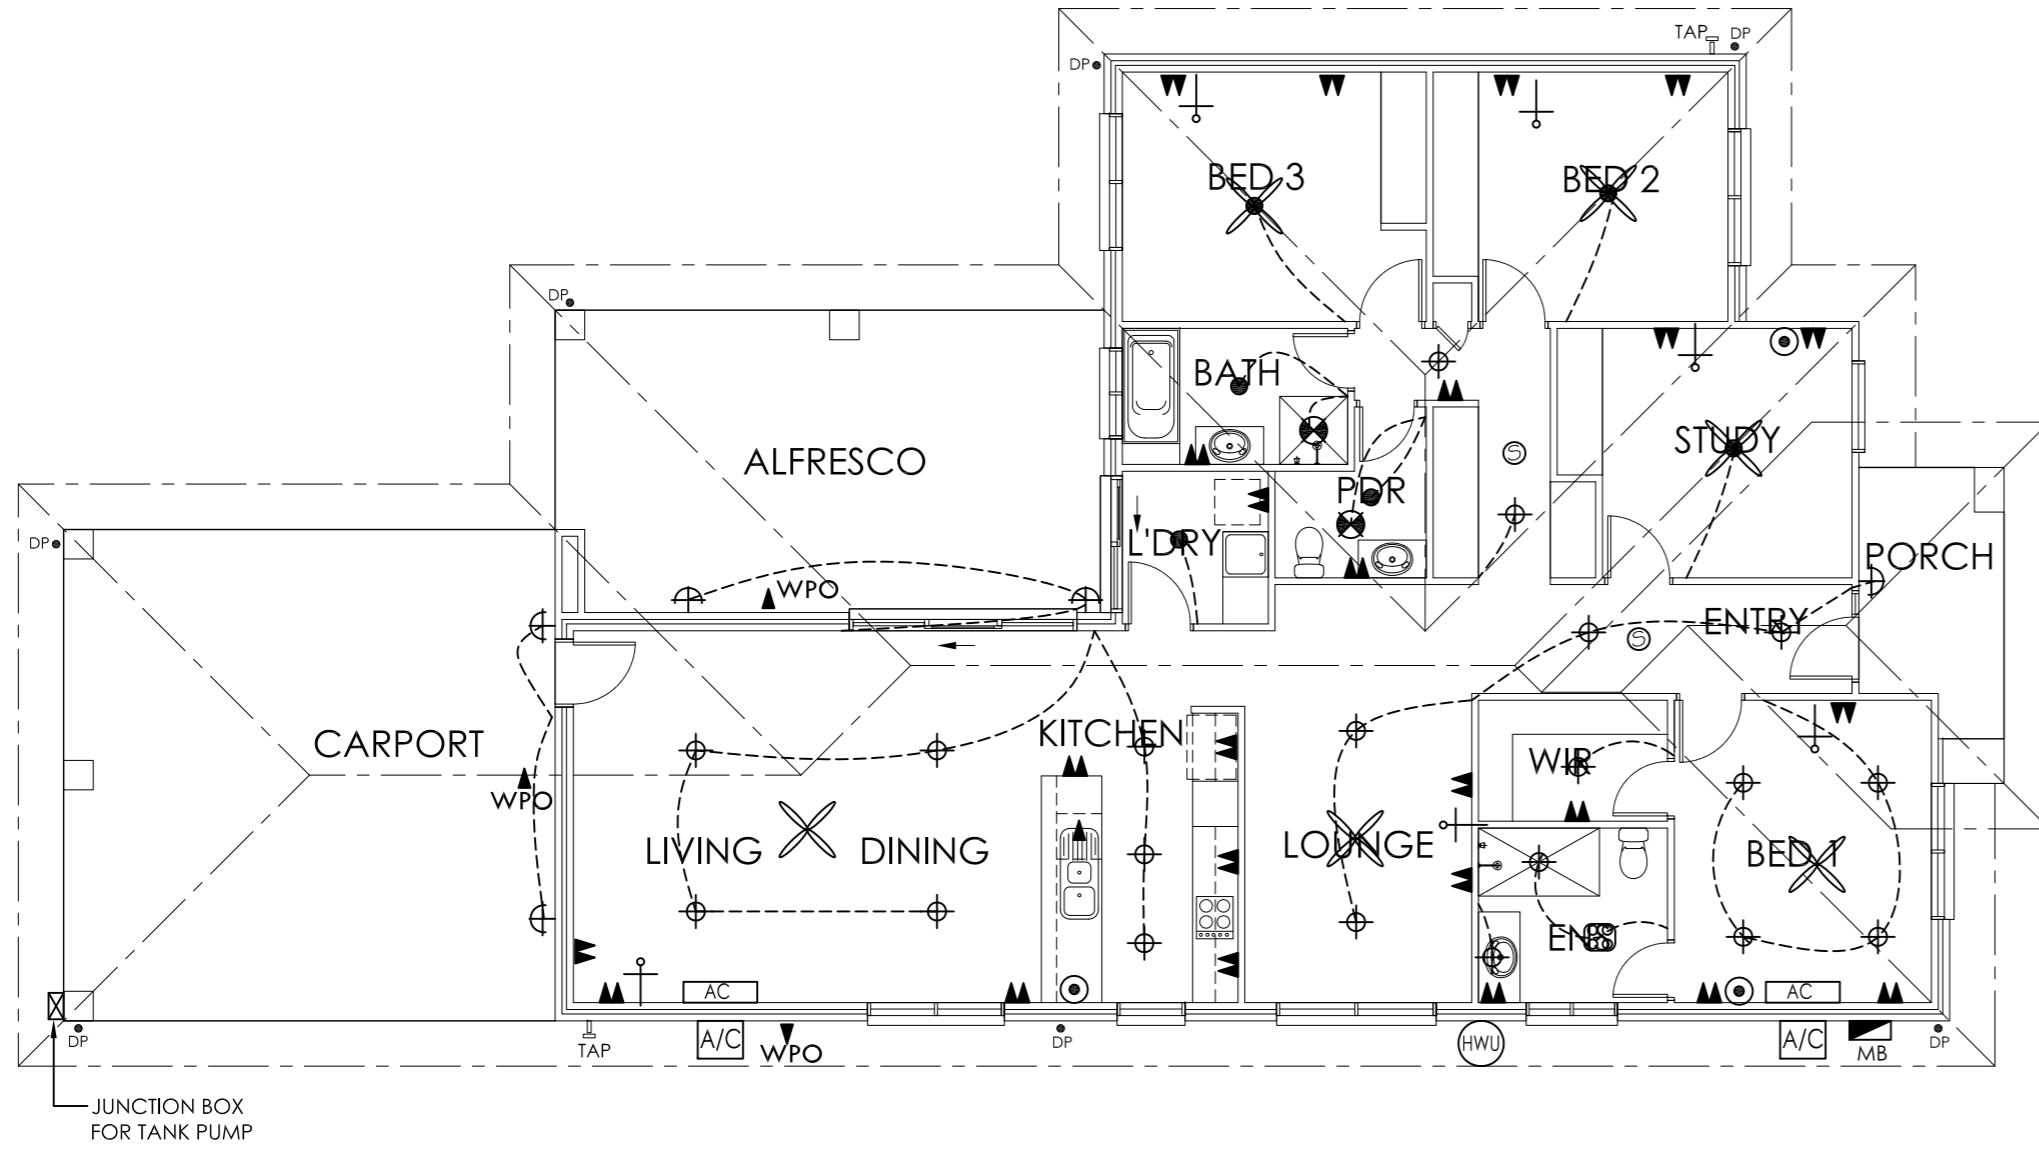 TAP DP
DP
BED 3
BED 2
DP
BATH
STUDY
ALFRESCO
PDR
DP
L'DRY
PORCH
WPO
ENTRY
CARPORT
KITCHEN
WIR
WPO
LIVING
DINING
LOUNGE
BED 1
ENS
AC
AC
DP
TAP
A/C
WPO
DP
HWU
A/C
MB
DP
JUNCTION BOX
FOR TANK PUMP
S
S